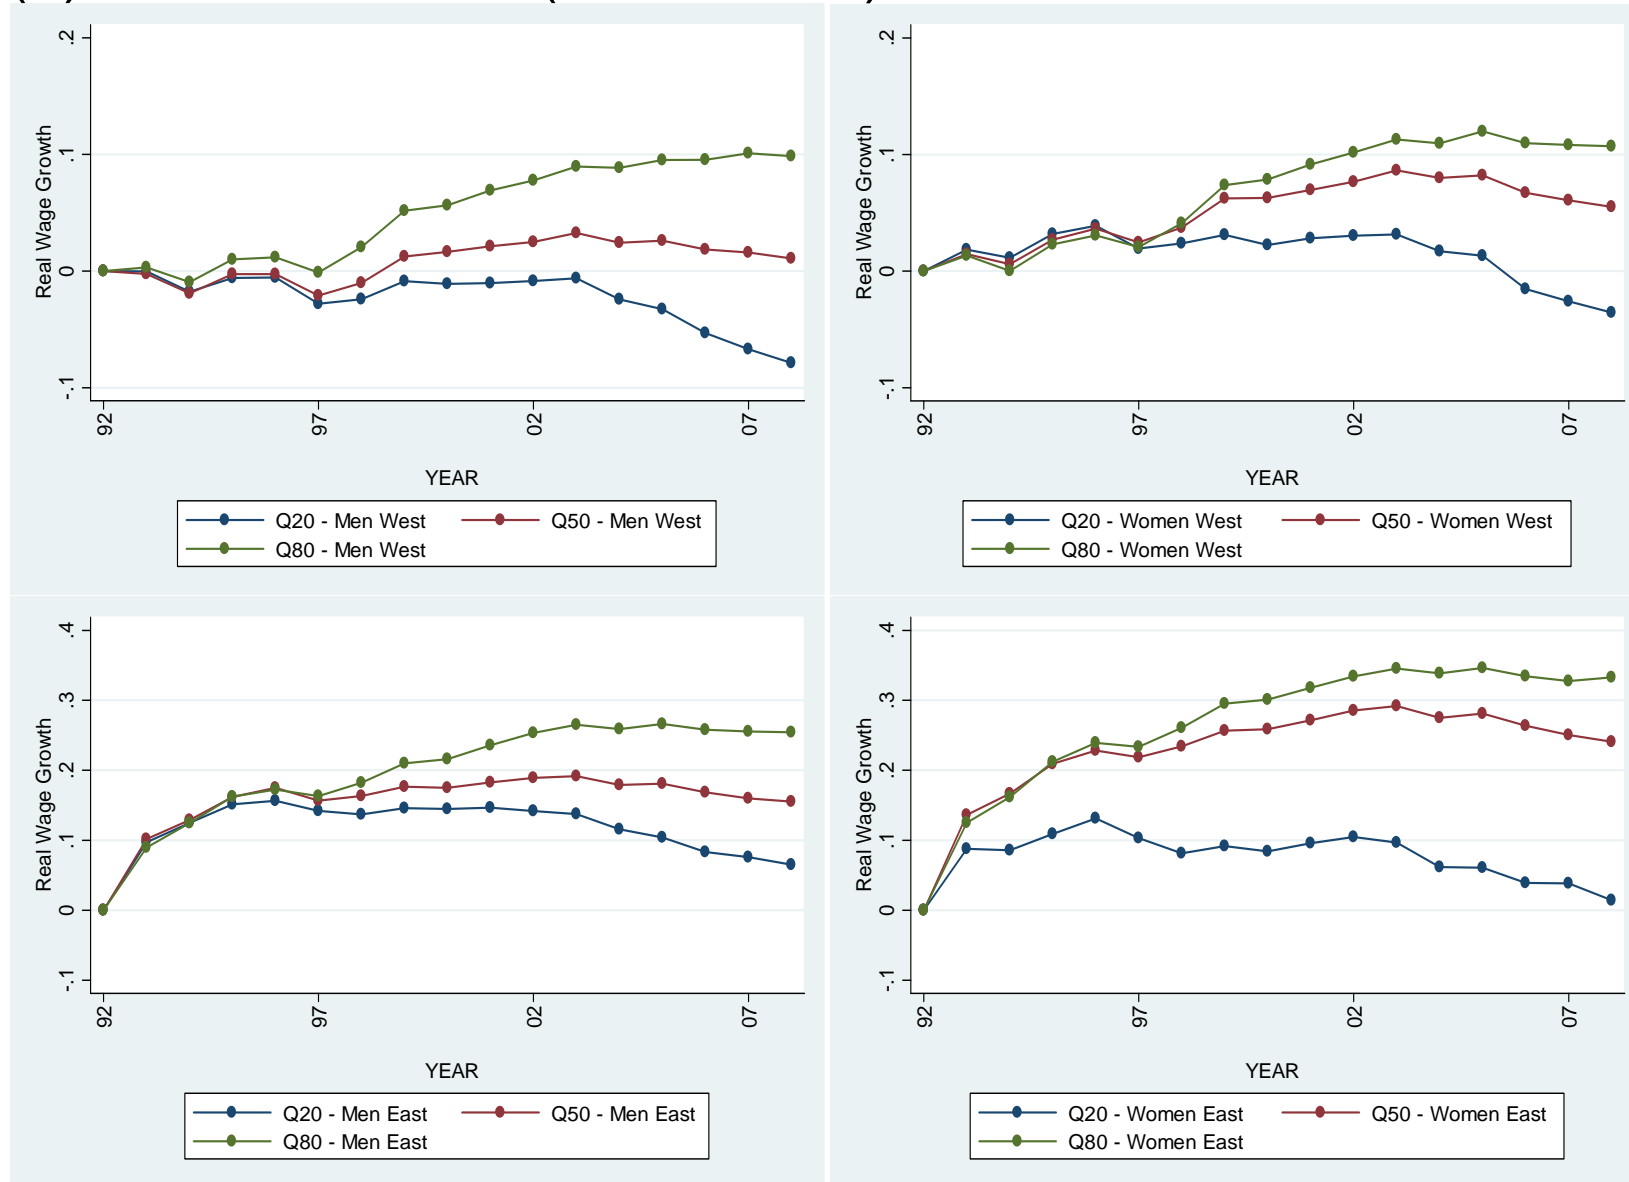 .2
.2
.1
.1
0
0
-.1
-.1
Real Wage Growth
Real Wage Growth
92
97
02
07
92
97
02
07
YEAR
YEAR
Q20 - Men West
Q50 - Men West
Q80 - Men West
Q20 - Women West
Q50 - Women West
Q80 - Women West
.4
.4
.3
.3
.2
.2
.1
.1
0
0
-.1
-.1
Real Wage Growth
Real Wage Growth
92
97
02
07
92
97
02
07
YEAR
YEAR
Q20 - Men East
Q50 - Men East
Q80 - Men East
Q20 - Women East
Q50 - Women East
Q80 - Women East